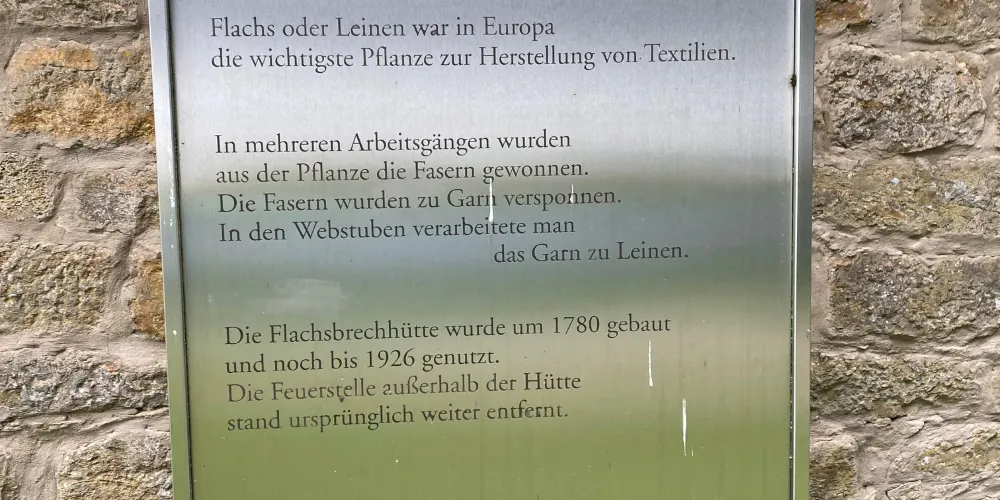 Flachs oder Leinen war in Europa
die wichtigste Pflanze zur Herstellung von Textilien.
In mehreren Arbeitsgängen wurden
aus der Pflanze die Fasern gewonnen.
Die Fasern wurden zu Garn versponnen.
In den Webstuben verarbeitete man
das Garn zu Leinen.
Die Flachsbrechhütte wurde um 1780 gebaut
und noch bis 1926 genutzt.
Die Feuerstelle außerhalb der Hütte
stand ursprünglich weiter entfernt.